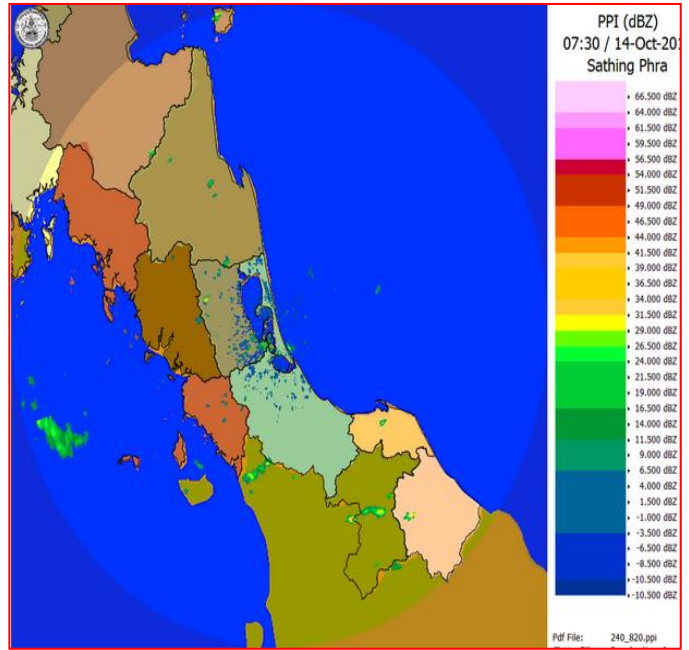 PPI (dBZ)
07:30 / 14-Oct-201
Sathing Phra
66.500 dBZ
64.000 dBZ
61.500 dBZ
59.500 dBZ
56.500 dBZ
54.000 dBZ
51.500 dBZ
49.000 dBZ
46.500 dBZ
44.000 dBZ
41.500 dBZ
39.000 dBZ
36.500 dBZ
34.000 dBZ
31.500 dBZ
29.000 dBZ
26.500 dBZ
24.000 dBZ
21.500 dBZ
19.000 dBZ
16.500 dBZ
14.000 dBZ
11.500 dBZ
9.000 dBZ
6.500 dBZ
4.000 dBZ
1.500 dBZ
-1.000 dBZ
-3.500 dBZ
-6.500 dBZ
-8.500 dBZ
-10.500 dBZ
-10.500 dBZ
Pdf File: 240_820.ppi